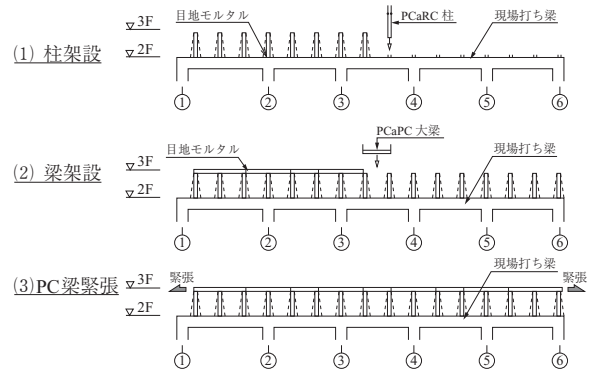 (1) 柱架設
▽3F
▽2F
目地モルタル
PCaRC 柱
現場打ち梁
① ② ③ ④ ⑤ ⑥
(2) 梁架設
▽3F
▽2F
目地モルタル
PCaPC 大梁
現場打ち梁
① ② ③ ④ ⑤ ⑥
(3)PC梁緊張
▽3F
▽2F
緊張
現場打ち梁
緊張
① ② ③ ④ ⑤ ⑥